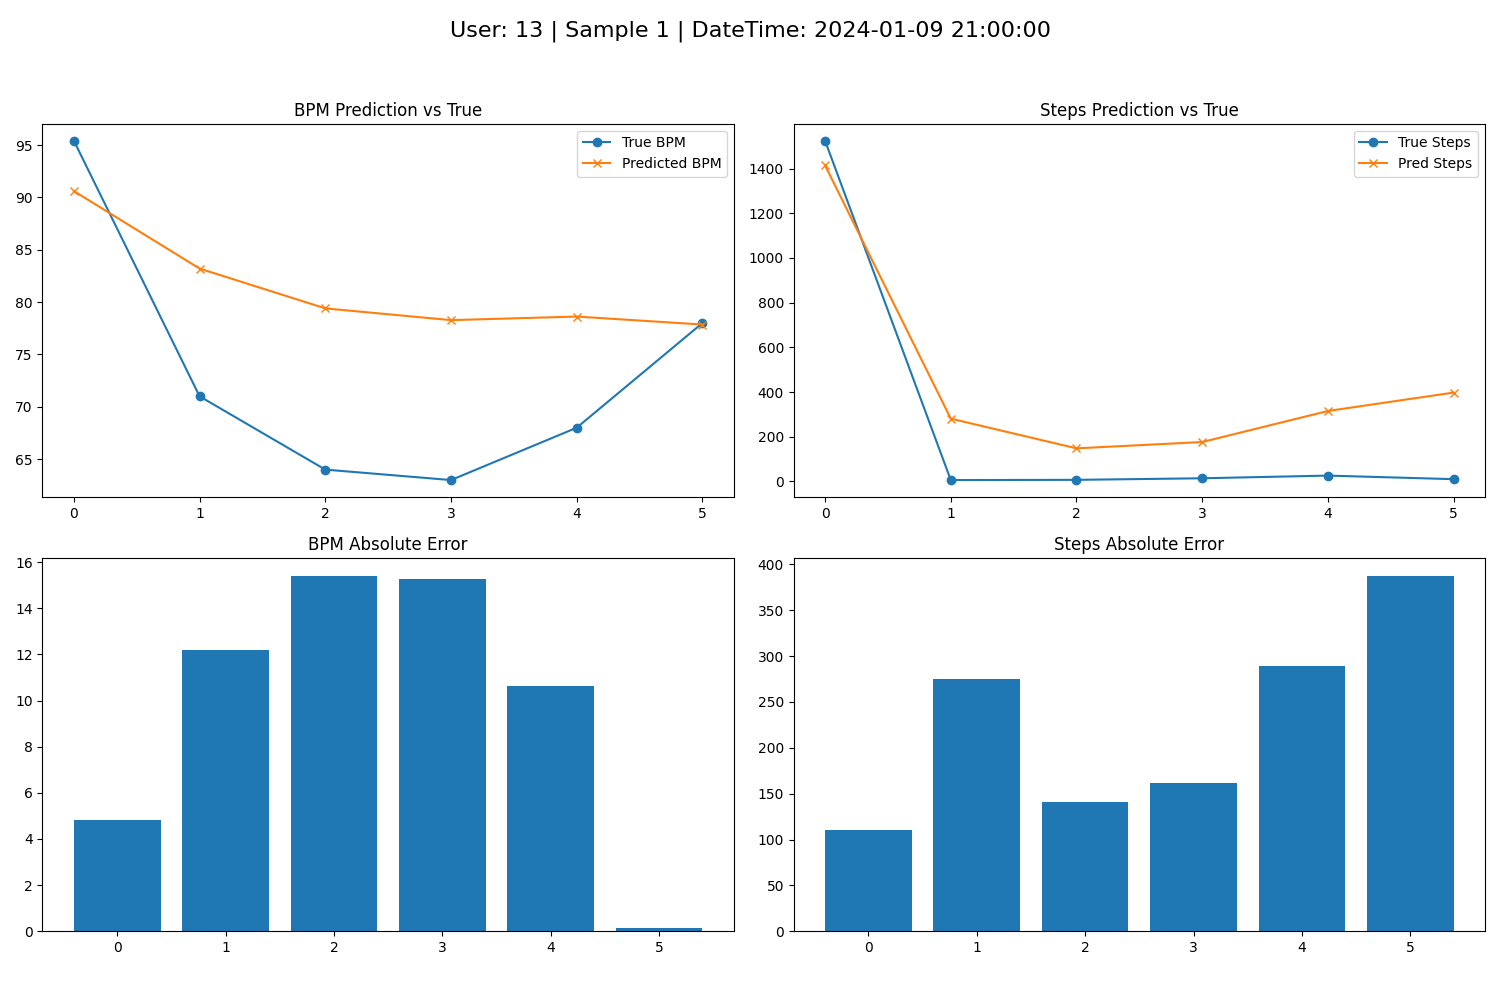 User: 13 | Sample 1 | DateTime: 2024-01-09 21:00:00
BPM Prediction vs True
True BPM
Predicted BPM
95
90
85
80
75
70
65
0 1 2 3 4 5
Steps Prediction vs True
True Steps
Pred Steps
1400
1200
1000
800
600
400
200
0
0 1 2 3 4 5
BPM Absolute Error
16
14
12
10
8
6
4
2
0
0 1 2 3 4 5
Steps Absolute Error
400
350
300
250
200
150
100
50
0
0 1 2 3 4 5